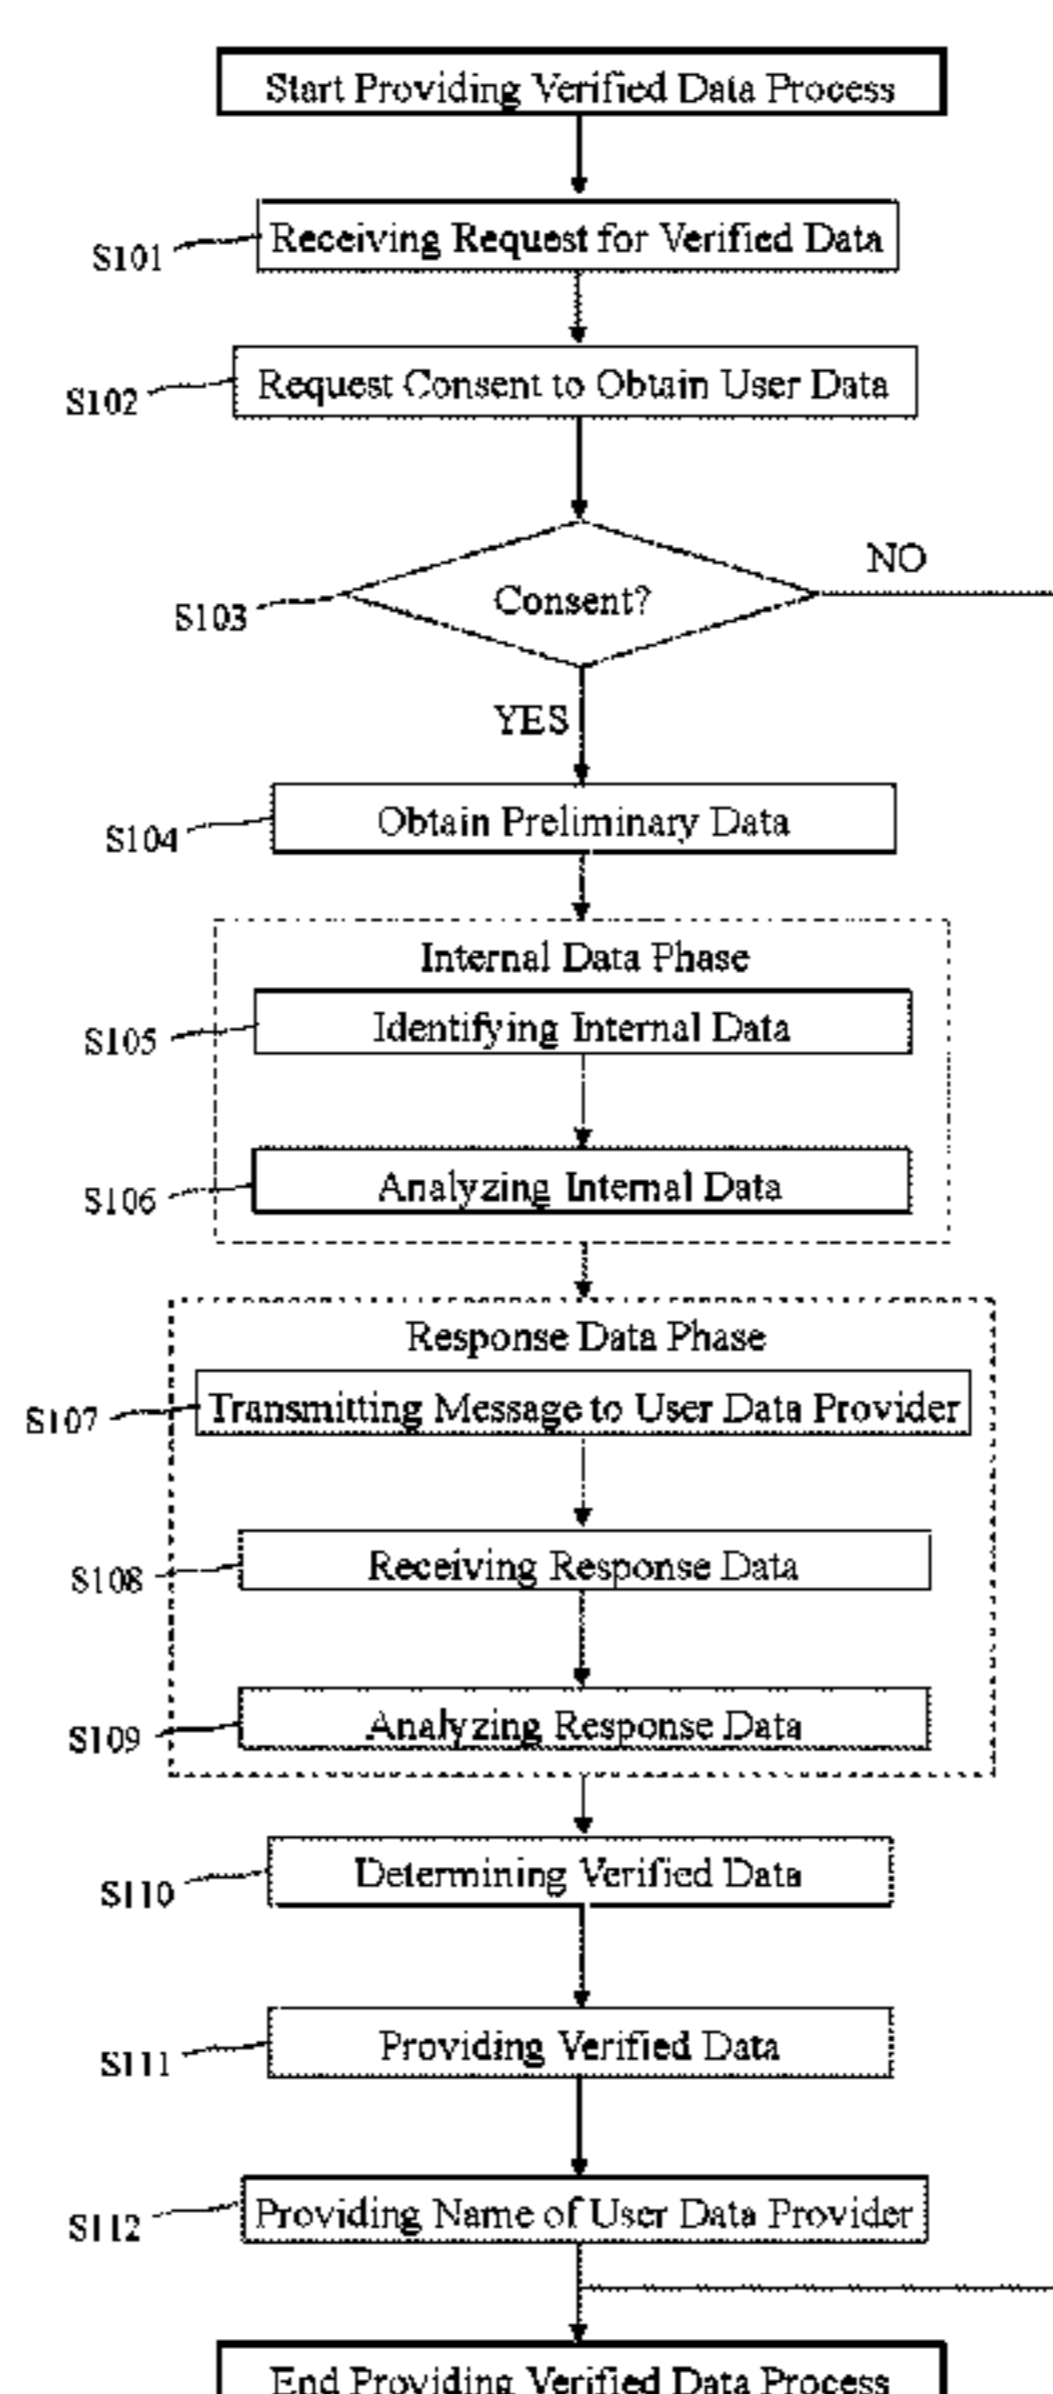 Start Providing Verified Data Process
S101
Receiving Request for Verified Data
S102
Request Consent to Obtain User Data
S103
Consent?
NO
YES
S104
Obtain Preliminary Data
Internal Data Phase
S105
Identifying Internal Data
S106
Analyzing Internal Data
Response Data Phase
S107
Transmitting Message to User Data Provider
S108
Receiving Response Data
S109
Analyzing Response Data
S110
Determining Verified Data
S111
Providing Verified Data
S112
Providing Name of User Data Provider
End Providing Verified Data Process